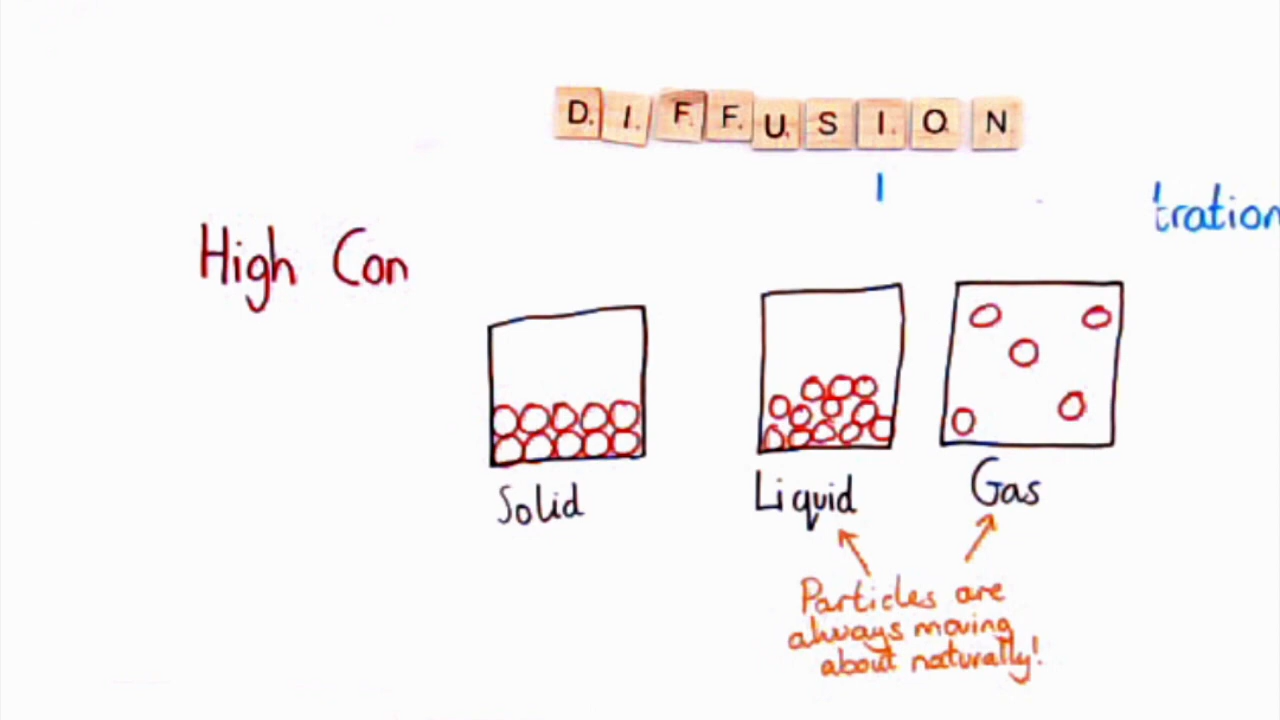 DIFFUSION
tration
High Con
Solid
Liquid
Gas
Particles are
always moving
about naturally!